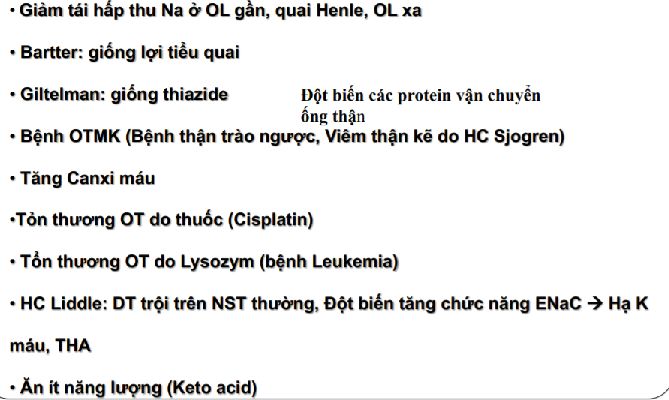 • Giảm tái hấp thu Na ở OL gần, quai Henle, OL xa
• Bartter: giống lợi tiểu quai
• Giltelman: giống thiazide
Đột biến các protein vận chuyển
ống thận
• Bệnh OTMK (Bệnh thận trào ngược, Viêm thận kẽ do HC Sjogren)
• Tăng Canxi máu
•Tỏn thương OT do thuốc (Cisplatin)
• Tổn thương OT do Lysozym (bệnh Leukemia)
• HC Liddle: DT trội trên NST thường, Đột biến tăng chức năng ENaC → Hạ K
máu, THA
• Ăn ít năng lượng (Keto acid)